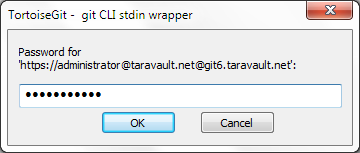 TortoiseGit - git CLI stdin wrapper
Password for
'https://administrator@taravault.net@git6.taravault.net':
●●●●●●●●●●●
OK Cancel